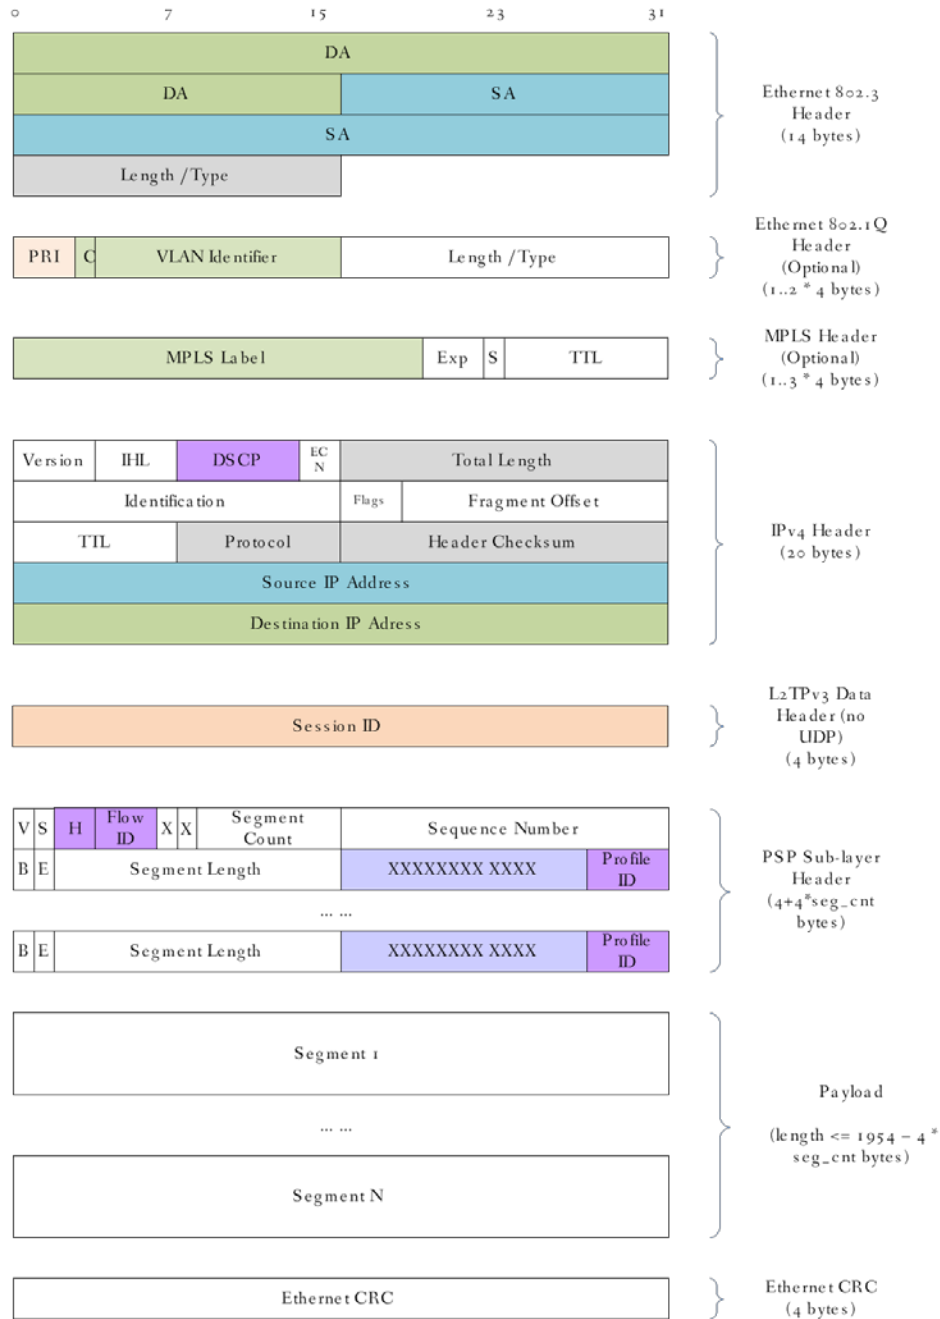 0 7 15 23 31
DA
DA SA
SA
Length / Type
Ethernet 802.3
Header
(14 bytes)
PRI C VLAN Identifier Length / Type
Ethernet 802.1Q
Header
(Optional)
(1..2 * 4 bytes)
MPLS Label Exp S TTL
MPLS Header
(Optional)
(1..3 * 4 bytes)
Version IHL DSCP EC
N Total Length
Identification Flags Fragment Offset
TTL Protocol Header Checksum
Source IP Address
Destination IP Adress
IPv4 Header
(20 bytes)
Session ID
L2TPv3 Data
Header (no
UDP)
(4 bytes)
V S H Flow
ID X X Segment
Count Sequence Number
B E Segment Length XXXXXXXX XXXX Profile
ID
... ...
B E Segment Length XXXXXXXX XXXX Profile
ID
PSP Sub-layer
Header
(4+4*seg_cnt
bytes)
Segment 1
... ...
Segment N
Payload
(length <= 1954 – 4 *
seg_cnt bytes)
Ethernet CRC
Ethernet CRC
(4 bytes)